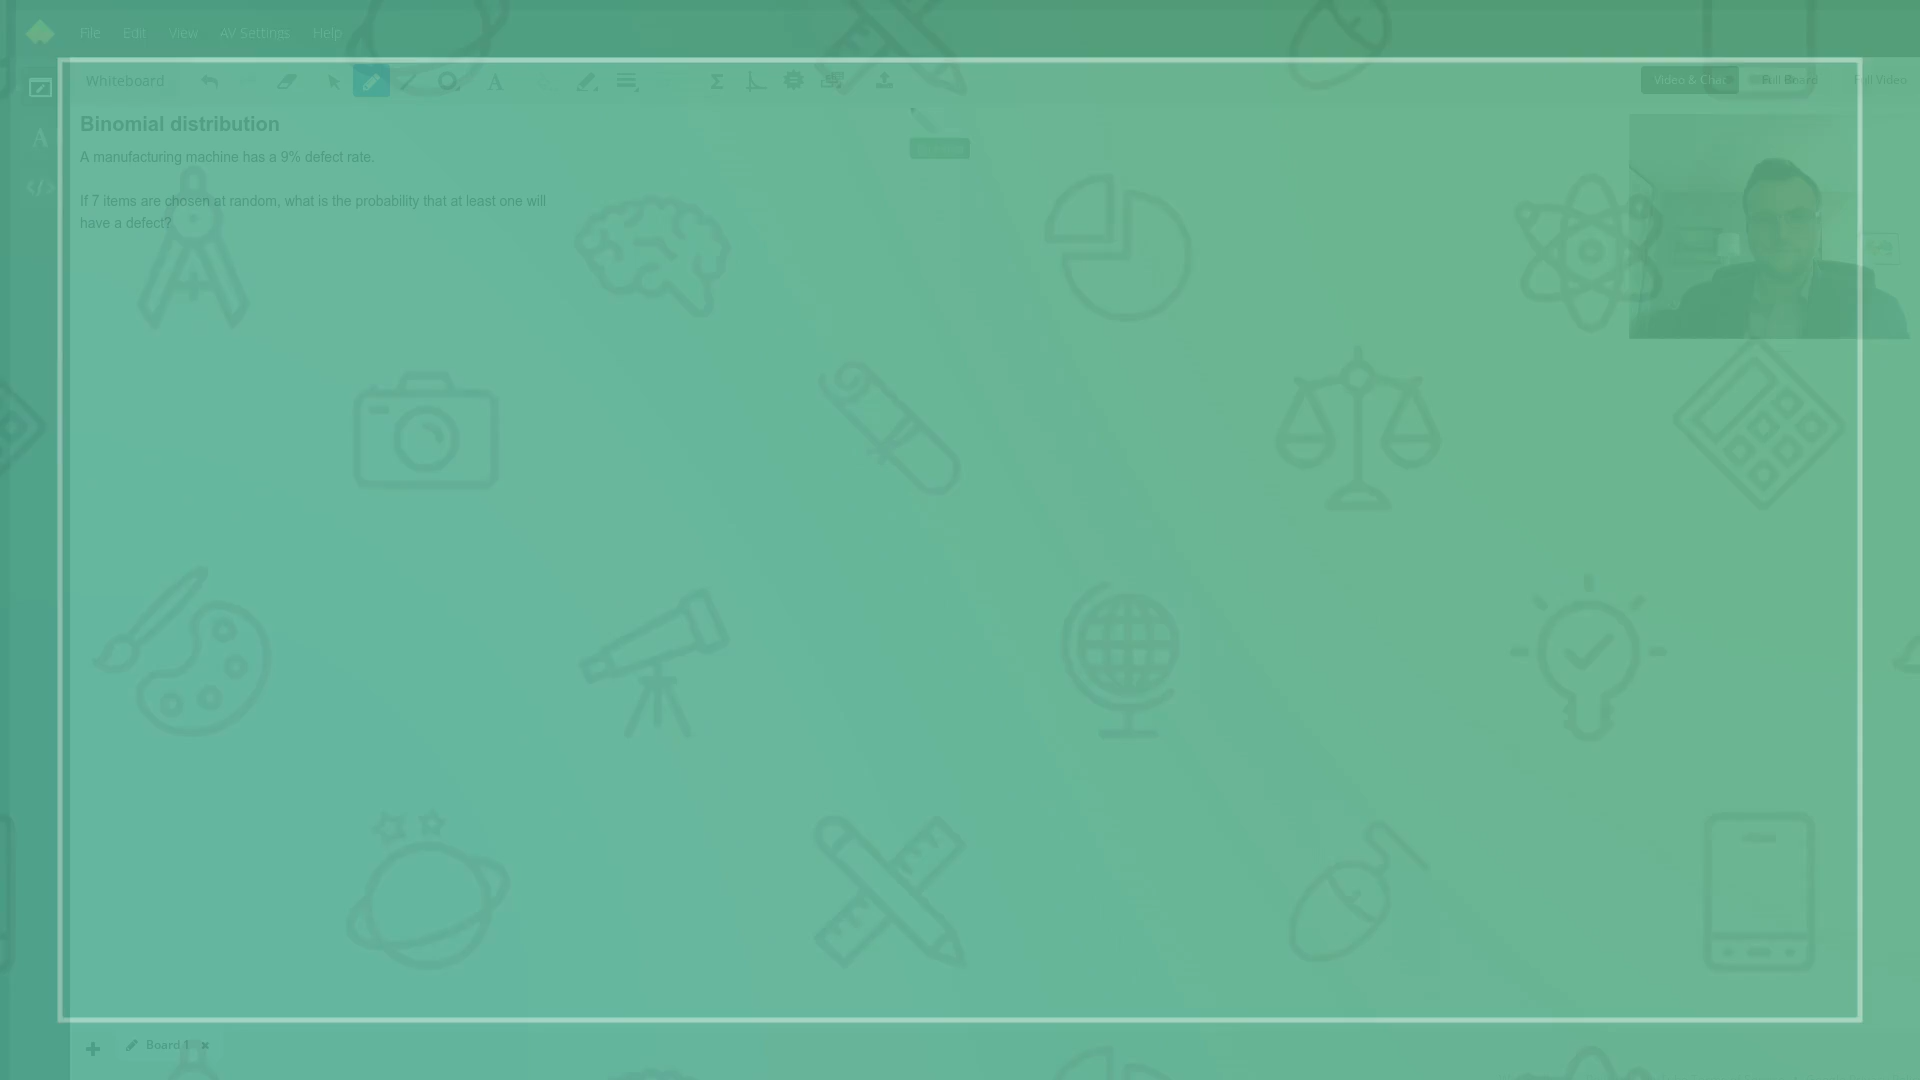 File Edit View AV Settings Help
Whiteboard
Video & Chat Full Board Full Video
Binomial distribution
A manufacturing machine has a 9% defect rate.
If 7 items are chosen at random, what is the probability that at least one will
have a defect?
Board 1